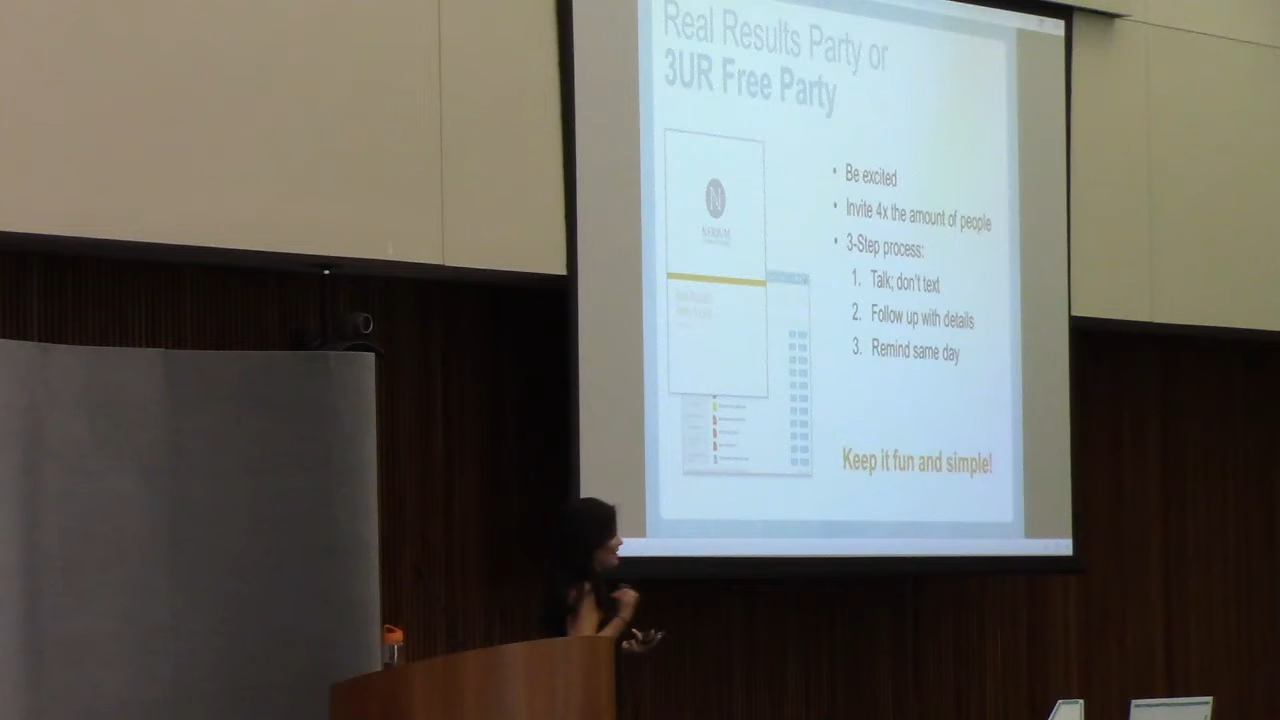 Real Results Party or
3UR Free Party
N
NERIUM
• Be excited
• Invite 4x the amount of people
• 3-Step process:
1. Talk; don't text
2. Follow up with details
3. Remind same day
Keep it fun and simple!